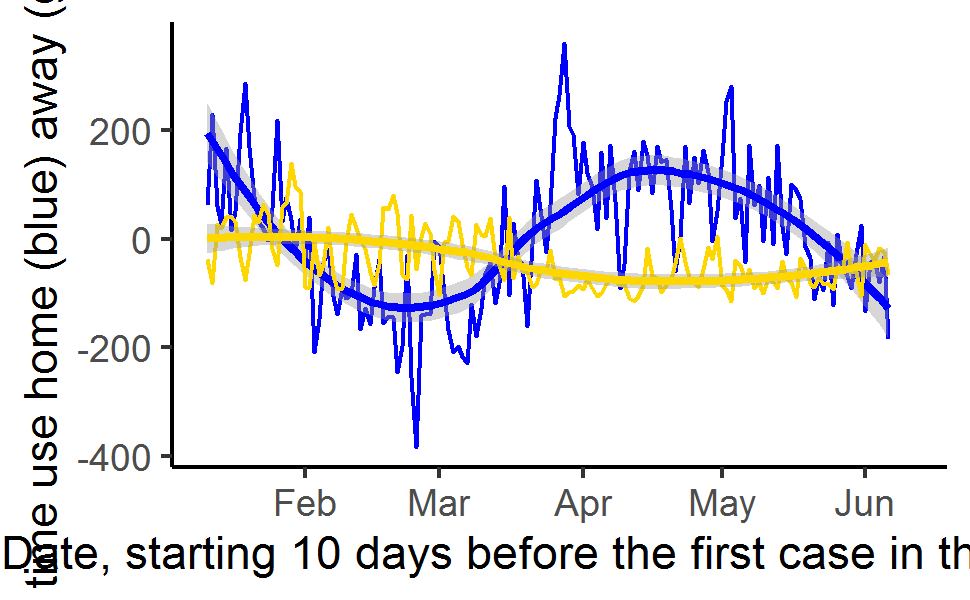 time use home (blue) away (
200
0
-200
-400
Feb Mar Apr May Jun
Date, starting 10 days before the first case in th